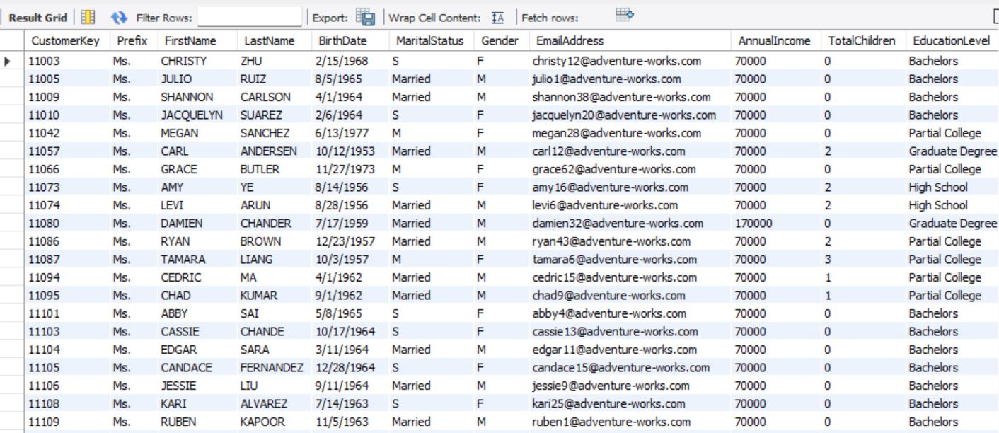 Result Grid Filter Rows: Export: Wrap Cell Content: IA Fetch rows:
CustomerKey Prefix FirstName LastName BirthDate MaritalStatus Gender EmailAddress AnnualIncome TotalChildren EducationLevel
11003 Ms. CHRISTY ZHU 2/15/1968 S F christy12@adventure-works.com 70000 0 Bachelors
11005 Ms. JULIO RUIZ 8/5/1965 Married M julio1@adventure-works.com 70000 0 Bachelors
11009 Ms. SHANNON CARLSON 4/1/1964 Married M shannon38@adventure-works.com 70000 0 Bachelors
11010 Ms. JACQUELYN SUAREZ 2/6/1964 S F jacquelyn20@adventure-works.com 70000 0 Bachelors
11042 Ms. MEGAN SANCHEZ 6/13/1977 M F megan28@adventure-works.com 70000 0 Partial College
11057 Ms. CARL ANDERSEN 10/12/1953 Married M carl12@adventure-works.com 70000 2 Graduate Degree
11066 Ms. GRACE BUTLER 11/27/1973 M F grace62@adventure-works.com 70000 0 Partial College
11073 Ms. AMY YE 8/14/1956 S F amy16@adventure-works.com 70000 2 High School
11074 Ms. LEVI ARUN 8/28/1956 Married M levi6@adventure-works.com 70000 2 High School
11080 Ms. DAMIEN CHANDER 7/17/1959 Married M damien32@adventure-works.com 170000 0 Graduate Degree
11086 Ms. RYAN BROWN 12/23/1957 Married M ryan43@adventure-works.com 70000 2 Partial College
11087 Ms. TAMARA LIANG 10/3/1957 M F tamara6@adventure-works.com 70000 3 Partial College
11094 Ms. CEDRIC MA 4/1/1962 Married M cedric15@adventure-works.com 70000 1 Partial College
11095 Ms. CHAD KUMAR 9/1/1962 Married M chad9@adventure-works.com 70000 1 Partial College
11101 Ms. ABBY SAI 5/8/1965 S F abby4@adventure-works.com 70000 0 Bachelors
11103 Ms. CASSIE CHANDE 10/17/1964 S F cassie13@adventure-works.com 70000 0 Bachelors
11104 Ms. EDGAR SARA 3/11/1964 Married M edgar11@adventure-works.com 70000 0 Bachelors
11105 Ms. CANDACE FERNANDEZ 12/28/1964 S F candace15@adventure-works.com 70000 0 Bachelors
11106 Ms. JESSIE LIU 9/11/1964 Married M jessie9@adventure-works.com 70000 0 Bachelors
11108 Ms. KARI ALVAREZ 7/14/1963 S F kari25@adventure-works.com 70000 0 Bachelors
11109 Ms. RUBEN KAPOOR 11/5/1963 Married M ruben1@adventure-works.com 70000 0 Bachelors